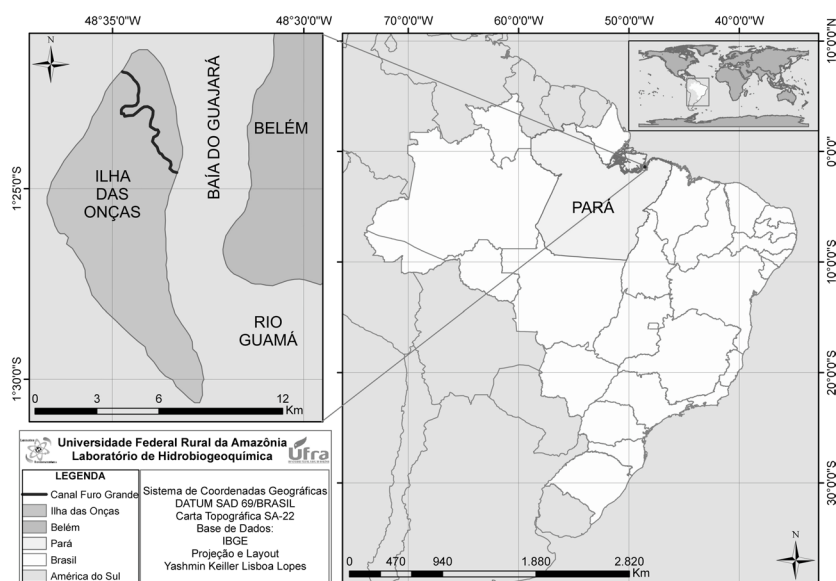 48°35'0"W
48°30'0"W
N
1°25'0"S
1°30'0"S
ILHA
DAS
ONÇAS
BAÍA DO GUAJARÁ
BELÉM
RIO
GUAMÁ
0 3 6 12
Km
70°0'0"W
60°0'0"W
50°0'0"W
40°0'0"W
10°0'0"N
0°0'0"
10°0'0"S
20°0'0"S
30°0'0"S
PARÁ
N
0 470 940 1.880 2.820
Km
Universidade Federal Rural da Amazônia
Laboratório de Hidrobiogeoquímica
Ufra
LEGENDA
Canal Furo Grande
Ilha das Onças
Belém
Pará
Brasil
América do Sul
Sistema de Coordenadas Geográficas
DATUM SAD 69/BRASIL
Carta Topográfica SA-22
Base de Dados:
IBGE
Projeção e Layout
Yashmin Keiller Lisboa Lopes